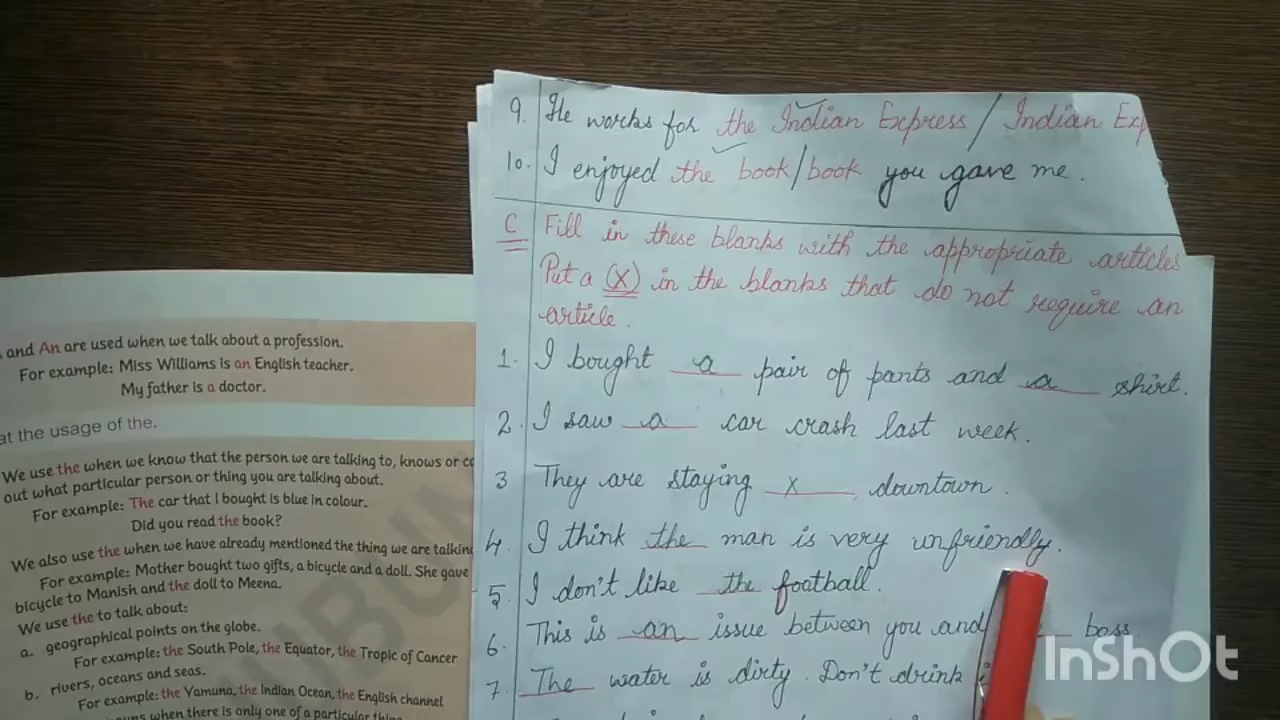 and An are used when we talk about a profession.
For example: Miss Williams is an English teacher.
My father is a doctor.
at the usage of the.
We use the when we know that the person we are talking to, knows or
out what particular person or thing you are talking about.
For example: The car that I bought is blue in colour.
Did you read the book?
We also use the when we have already mentioned the thing we are
For example: Mother bought two gifts, a bicycle and a doll. She gave
bicycle to Manish and the doll to Meena.
We use the to talk about:
a. geographical points on the globe.
For example: the South Pole, the Equator, the Tropic of Cancer
b. rivers, oceans and seas.
For example: the Yamuna, the Indian Ocean, the English channel
when there is only one of a particular
9. He works for the Indian Express / Indian
10. I enjoyed the book/book you gave me.
C Fill in these blanks with the appropriate articles
Put a (X) in the blanks that do not require an
article.
1. I bought a pair of pants and a shirt.
2. I saw a car crash last week.
3 They are staying x downtown.
4. I think the man is very unfriendly.
5. I don't like the football.
6. This is an issue between you and boss
7. The water is dirty. Don't drink
InShOt